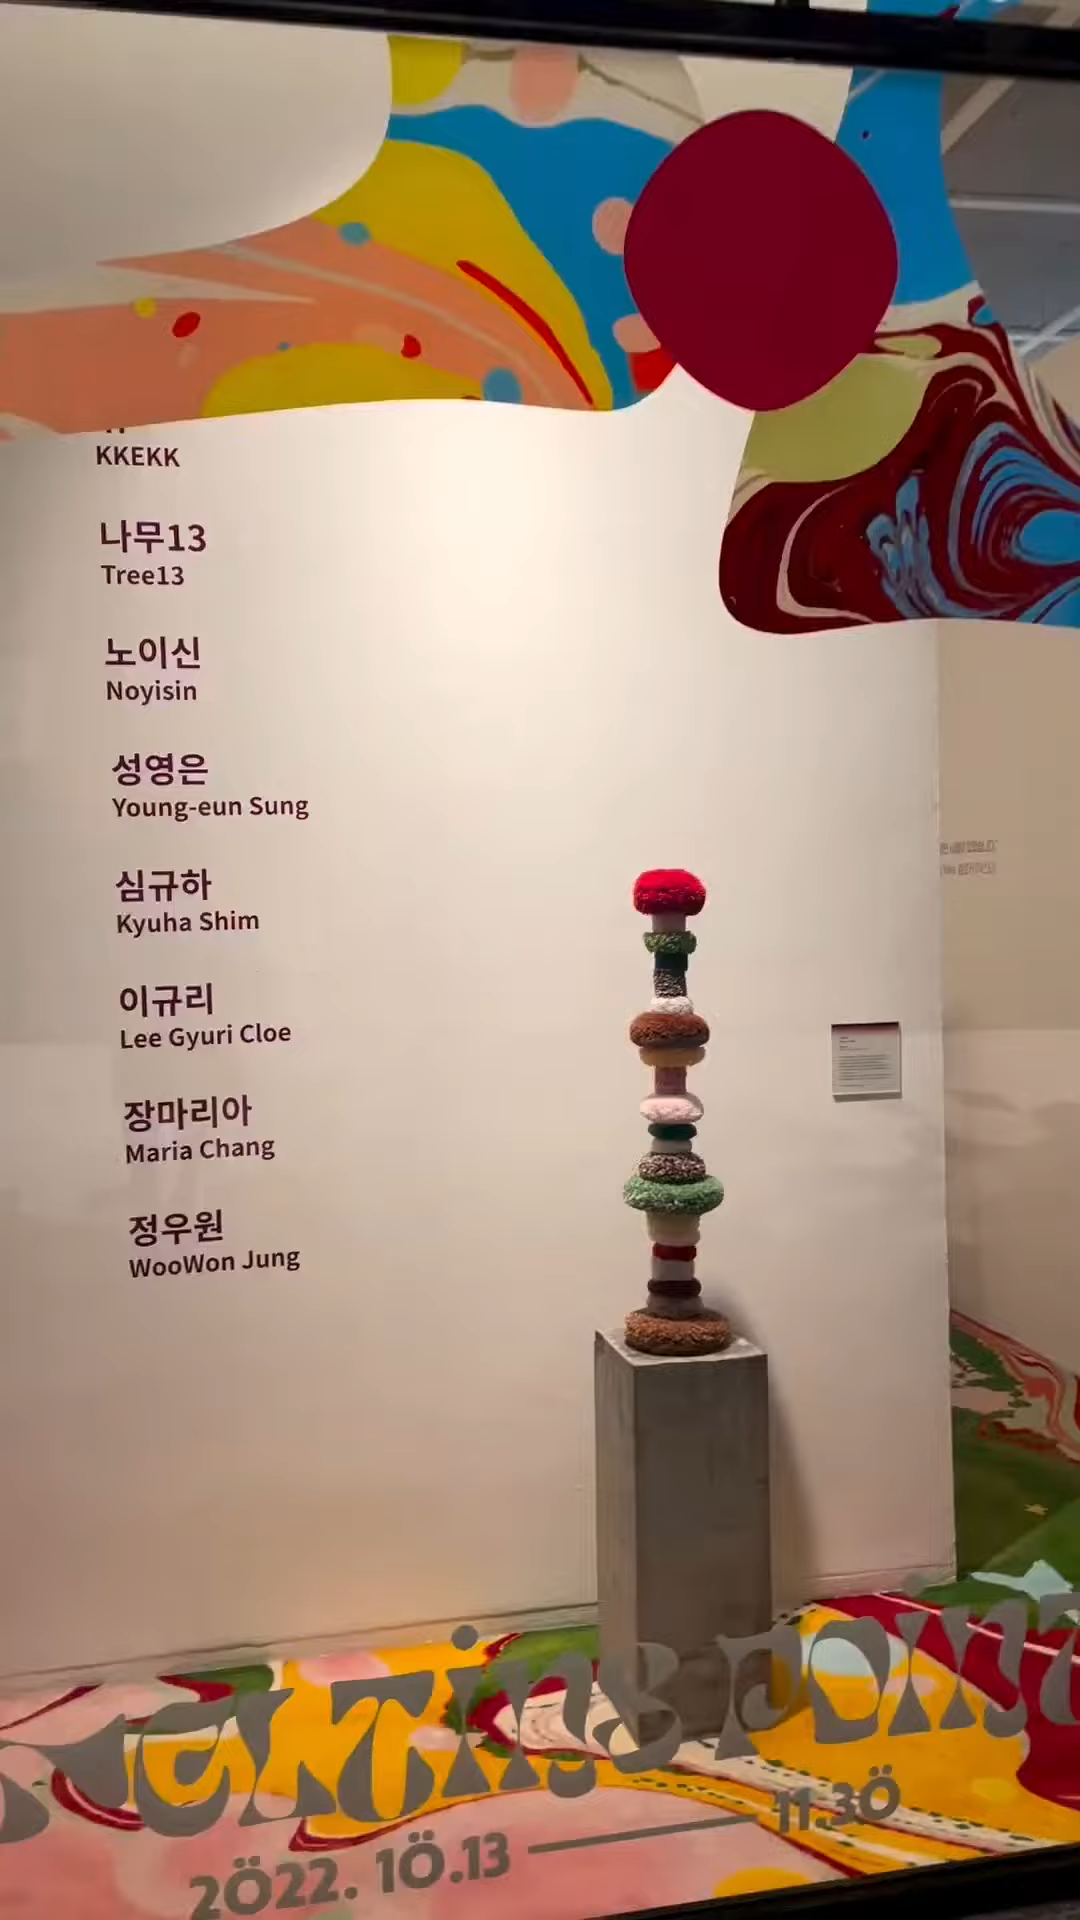 KKEKK
나무13
Tree13
노이신
Noyisin
성영은
Young-eun Sung
심규하
Kyuha Shim
이규리
Lee Gyuri Cloe
장마리아
Maria Chang
정우원
WooWon Jung
MELTing POINT
2022. 10.13 — 11.30